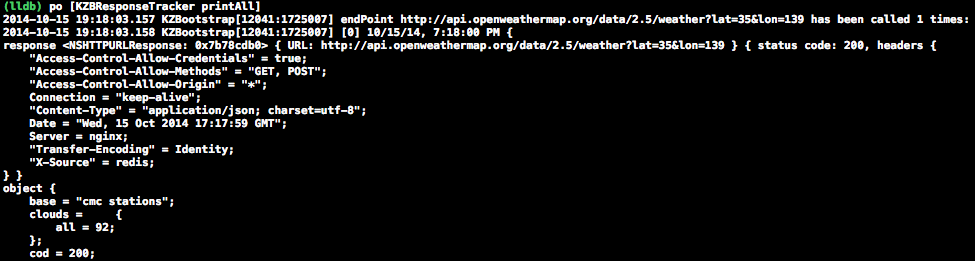 (lldb) po [KZBResponseTracker printAll]
2014-10-15 19:18:03.157 KZBootstrap[12041:1725007] endPoint http://api.openweathermap.org/data/2.5/weather?lat=35&lon=139 has been called 1 times:
2014-10-15 19:18:03.158 KZBootstrap[12041:1725007] [0] 10/15/14, 7:18:00 PM {
response <NSHTTPURLResponse: 0x7b78cdb0> { URL: http://api.openweathermap.org/data/2.5/weather?lat=35&lon=139 } { status code: 200, headers {
    "Access-Control-Allow-Credentials" = true;
    "Access-Control-Allow-Methods" = "GET, POST";
    "Access-Control-Allow-Origin" = "*";
    Connection = "keep-alive";
    "Content-Type" = "application/json; charset=utf-8";
    Date = "Wed, 15 Oct 2014 17:17:59 GMT";
    Server = nginx;
    "Transfer-Encoding" = Identity;
    "X-Source" = redis;
} }
object {
    base = "cmc stations";
    clouds =     {
        all = 92;
    };
    cod = 200;